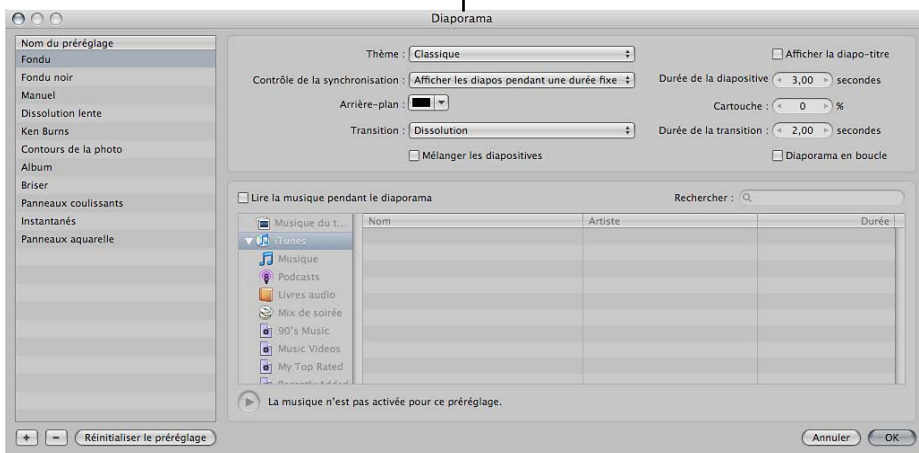 Diaporama
Nom du préréglage
Fondu
Fondu noir
Manuel
Dissolution lente
Ken Burns
Contours de la photo
Album
Briser
Panneaux coulissants
Instantanés
Panneaux aquarelle
Thème : Classique
Afficher la diapo-titre
Contrôle de la synchronisation : Afficher les diapos pendant une durée fixe
Durée de la diapositive 3,00 secondes
Arrière-plan :
Cartouche : 0 %
Transition : Dissolution
Durée de la transition : 2,00 secondes
Mélanger les diapositives
Diaporama en boucle
Lire la musique pendant le diaporama
Rechercher :
Musique du t...
Nom Artiste Durée
iTunes
Musique
Podcasts
Livres audio
Mix de soirée
90's Music
Music Videos
My Top Rated
Recently Added
La musique n'est pas activée pour ce préréglage.
+ - Réinitialiser le préréglage
Annuler OK